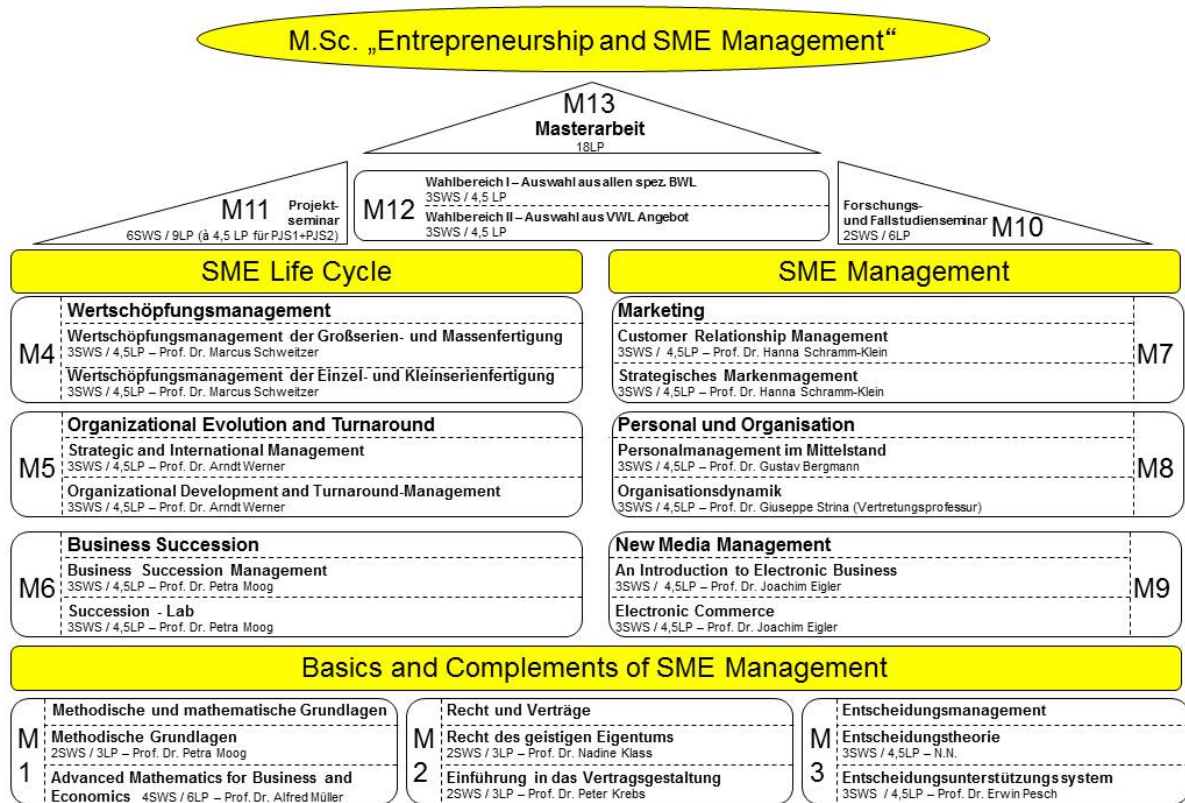 M.Sc. „Entrepreneurship and SME Management“
M13
Masterarbeit
18LP
M11 Projekt-
seminar
6SWS / 9LP (à 4,5 LP für PJS1+PJS2)
M12
Wahlbereich I – Auswahl aus allen spez. BWL
3SWS / 4,5 LP
Wahlbereich II – Auswahl aus VWL Angebot
3SWS / 4,5 LP
Forschungs-
und Fallstudienseminar
2SWS / 6LP
M10
SME Life Cycle
M4
Wertschöpfungsmanagement
Wertschöpfungsmanagement der Großserien- und Massenfertigung
3SWS / 4,5LP – Prof. Dr. Marcus Schweitzer
Wertschöpfungsmanagement der Einzel- und Kleinserienfertigung
3SWS / 4,5LP – Prof. Dr. Marcus Schweitzer
M5
Organizational Evolution and Turnaround
Strategic and International Management
3SWS / 4,5LP – Prof. Dr. Arndt Werner
Organizational Development and Turnaround-Management
3SWS / 4,5LP – Prof. Dr. Arndt Werner
M6
Business Succession
Business Succession Management
3SWS / 4,5LP – Prof. Dr. Petra Moog
Succession - Lab
3SWS / 4,5LP – Prof. Dr. Petra Moog
SME Management
Marketing
Customer Relationship Management
3SWS / 4,5LP – Prof. Dr. Hanna Schramm-Klein
Strategisches Markenmagement
3SWS / 4,5LP – Prof. Dr. Hanna Schramm-Klein
M7
Personal und Organisation
Personalmanagement im Mittelstand
3SWS / 4,5LP – Prof. Dr. Gustav Bergmann
Organisationsdynamik
3SWS / 4,5LP – Prof. Dr. Giuseppe Strina (Vertretungsprofessur)
M8
New Media Management
An Introduction to Electronic Business
3SWS / 4,5LP – Prof. Dr. Joachim Eigler
Electronic Commerce
3SWS / 4,5LP – Prof. Dr. Joachim Eigler
M9
Basics and Complements of SME Management
M
1
Methodische und mathematische Grundlagen
Methodische Grundlagen
2SWS / 3LP – Prof. Dr. Petra Moog
Advanced Mathematics for Business and
Economics 4SWS / 6LP – Prof. Dr. Alfred Müller
M
2
Recht und Verträge
Recht des geistigen Eigentums
2SWS / 3LP – Prof. Dr. Nadine Klass
Einführung in das Vertragsgestaltung
2SWS / 3LP – Prof. Dr. Peter Krebs
M
3
Entscheidungsmanagement
Entscheidungstheorie
3SWS / 4,5LP – N.N.
Entscheidungsunterstützungssystem
3SWS / 4,5LP – Prof. Dr. Erwin Pesch